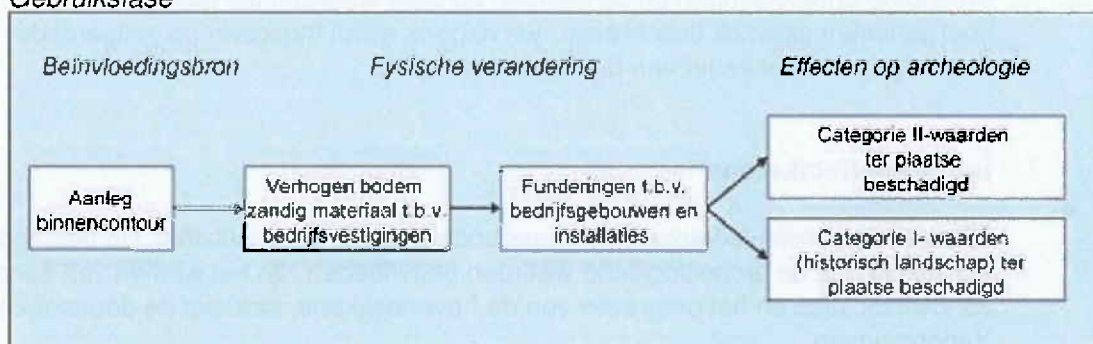 Gebruiksfase
Beïnvloedingsbron
Fysische verandering
Effecten op archeologie
Aanleg
binnencontour
Verhogen bodem
zandig materiaal t.b.v.
bedrijfsvestigingen
Funderingen t.b.v.
bedrijfsgebouwen en
installaties
Categorie II-waarden
ter plaatse
beschadigd
Categorie I- waarden
(historisch landschap) ter
plaatse beschadigd